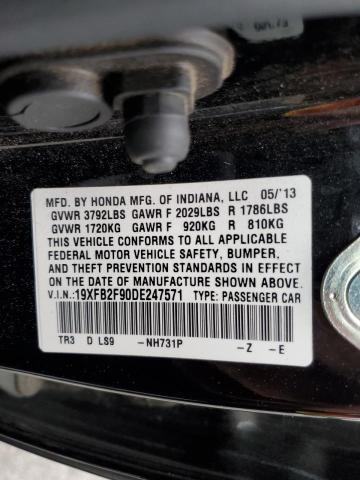 MFD. BY HONDA MFG. OF INDIANA, LLC 05/'13
GVWR 3792LBS GAWR F 2029LBS R 1786LBS
GVWR 1720KG GAWR F 920KG R 810KG
THIS VEHICLE CONFORMS TO ALL APPLICABLE
FEDERAL MOTOR VEHICLE SAFETY, BUMPER,
AND THEFT PREVENTION STANDARDS IN EFFECT
ON THE DATE OF MANUFACTURE SHOWN ABOVE.
V.I.N.: 19XFB2F90DE247571 TYPE: PASSENGER CAR
TR3 D LS9 -NH731P -Z -E